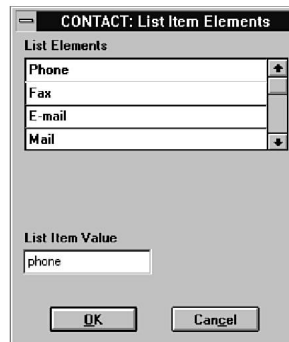 CONTACT: List Item Elements
List Elements
Phone
Fax
E-mail
Mail
List Item Value
phone
OK
Cancel